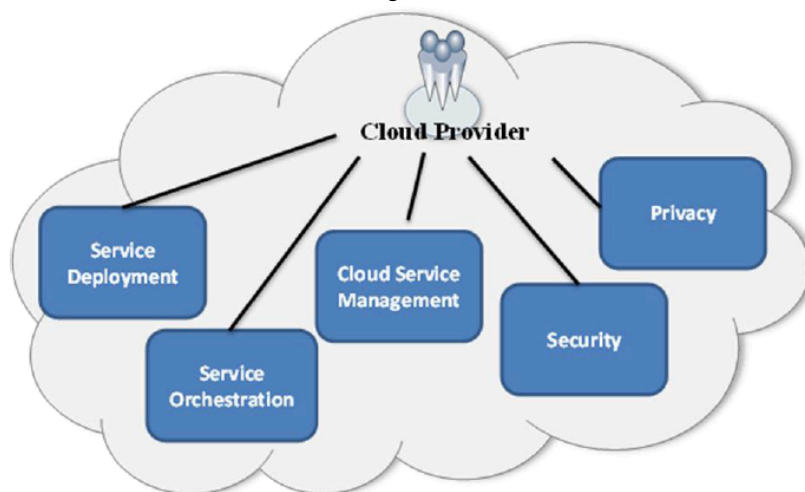 Cloud Provider
Privacy
Service
Deployment
Cloud Service
Management
Security
Service
Orchestration